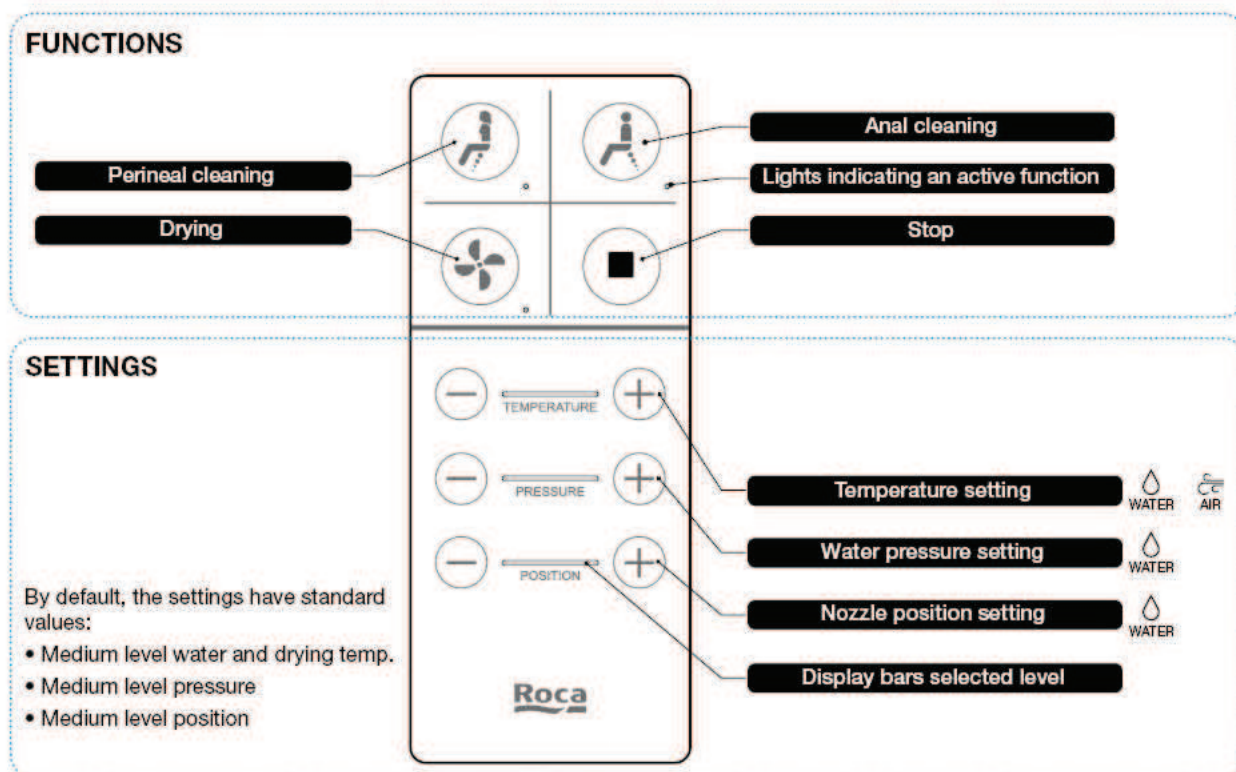 FUNCTIONS
Perineal cleaning
Drying
Anal cleaning
Lights indicating an active function
Stop
SETTINGS
TEMPERATURE
PRESSURE
POSITION
Temperature setting
WATER
AIR
Water pressure setting
WATER
Nozzle position setting
WATER
Display bars selected level
By default, the settings have standard
values:
• Medium level water and drying temp.
• Medium level pressure
• Medium level position
Roca